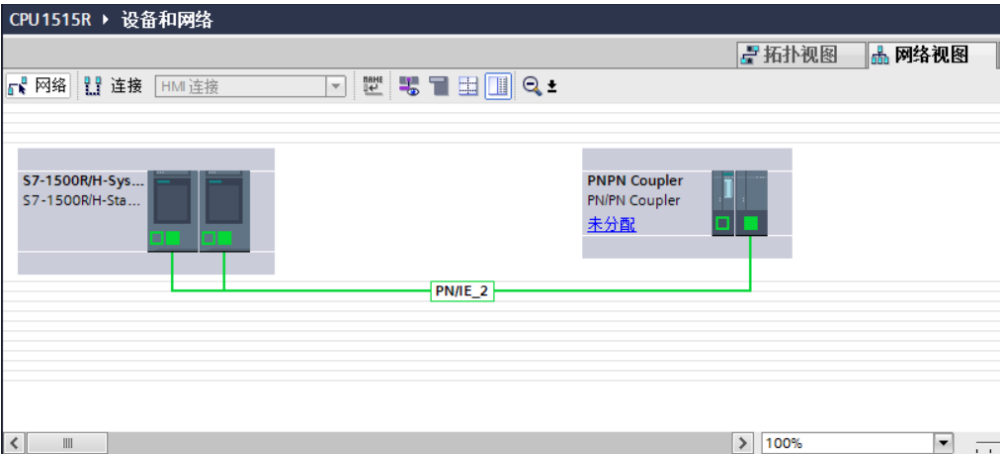 CPU1515R ▸ 设备和网络
拓扑视图 网络视图
网络 连接 HMI 连接
S7-1500R/H-Sys...
S7-1500R/H-Sta...
PNPN Coupler
PN/PN Coupler
未分配
PN/IE_2
100%